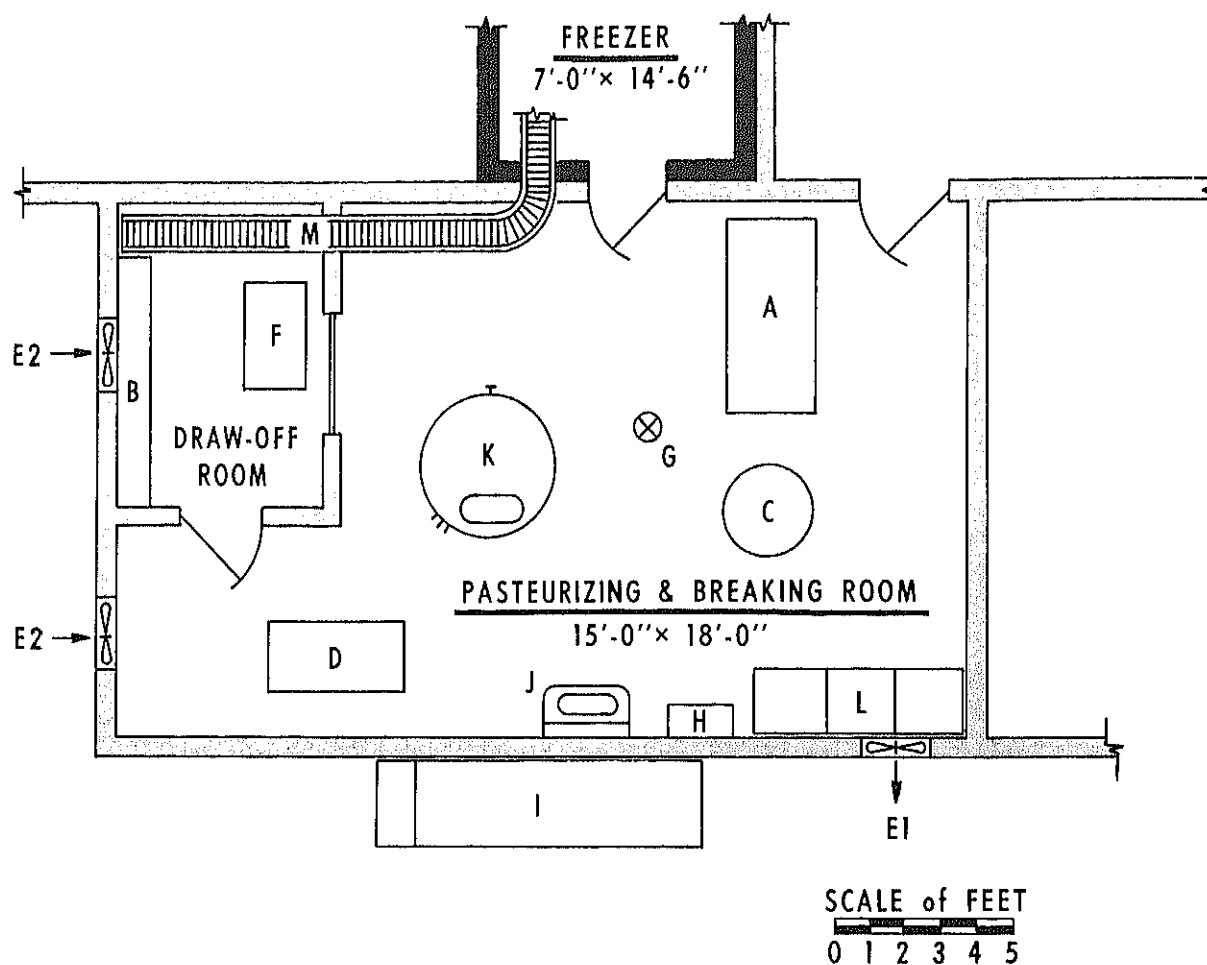 FREEZER
7'-0"× 14'-6"
M
A
E2
F
B
DRAW-OFF
ROOM
K
G
C
PASTEURIZING & BREAKING ROOM
15'-0"× 18'-0"
E2
D
J
H
L
I
E1
SCALE of FEET
0 1 2 3 4 5